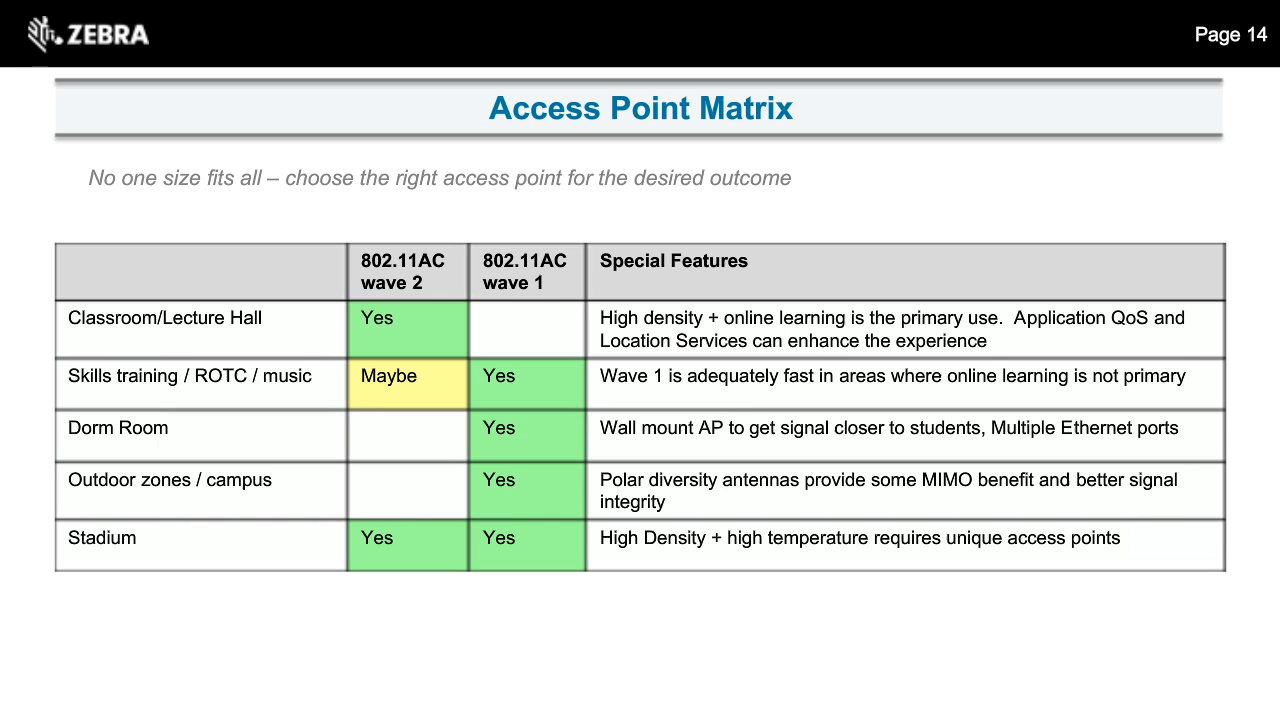 ZEBRA
Page 14
Access Point Matrix
No one size fits all – choose the right access point for the desired outcome
802.11AC wave 2
802.11AC wave 1
Special Features
Classroom/Lecture Hall
Yes
High density + online learning is the primary use.  Application QoS and
Location Services can enhance the experience
Skills training / ROTC / music
Maybe
Yes
Wave 1 is adequately fast in areas where online learning is not primary
Dorm Room
Yes
Wall mount AP to get signal closer to students, Multiple Ethernet ports
Outdoor zones / campus
Yes
Polar diversity antennas provide some MIMO benefit and better signal
integrity
Stadium
Yes
Yes
High Density + high temperature requires unique access points